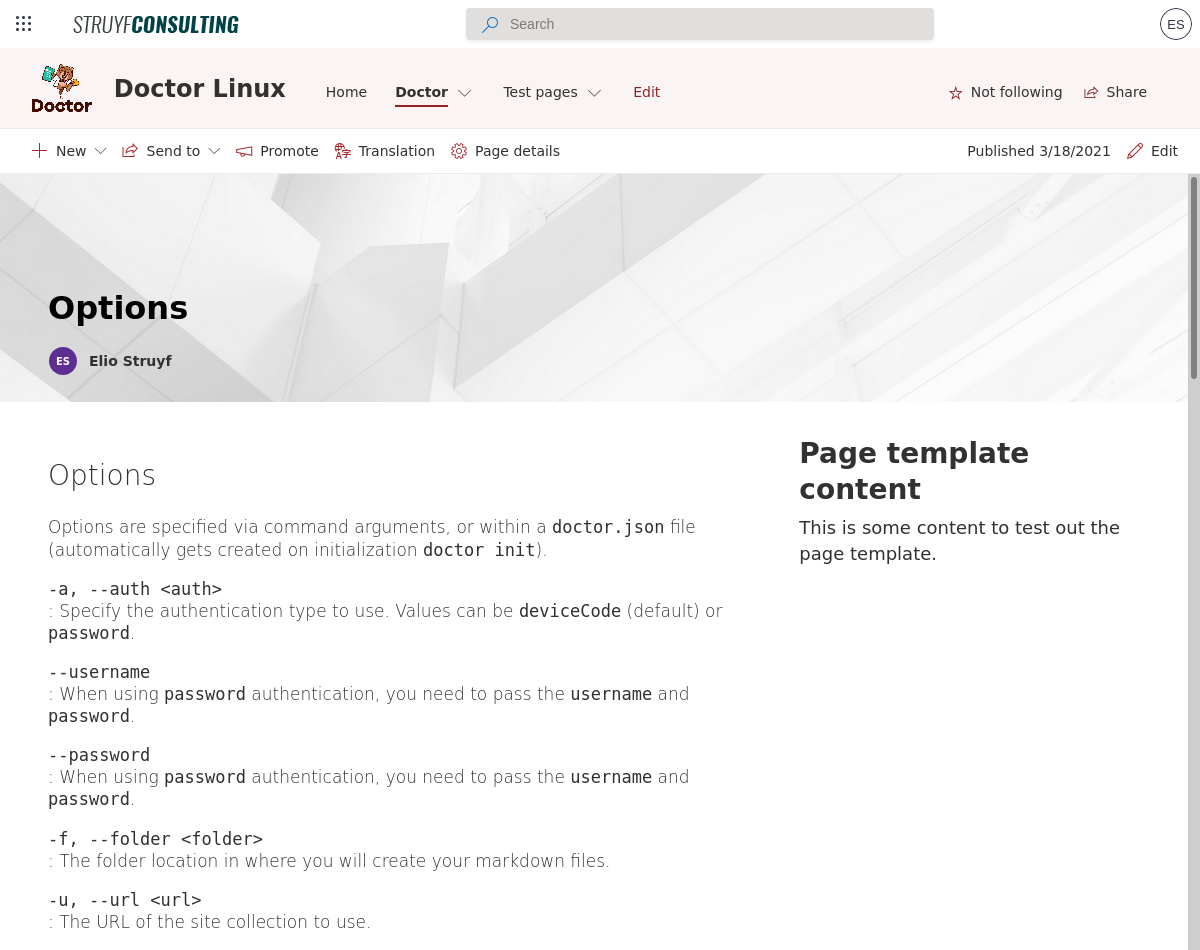 STRUYFCONSULTING
Search
ES
Doctor
Doctor Linux
Home
Doctor
Test pages
Edit
Not following
Share
New
Send to
Promote
Translation
Page details
Published 3/18/2021
Edit
Options
ES
Elio Struyf
Options
Options are specified via command arguments, or within a doctor.json file
(automatically gets created on initialization doctor init).
-a, --auth <auth>
: Specify the authentication type to use. Values can be deviceCode (default) or
password.
--username
: When using password authentication, you need to pass the username and
password.
--password
: When using password authentication, you need to pass the username and
password.
-f, --folder <folder>
: The folder location in where you will create your markdown files.
-u, --url <url>
: The URL of the site collection to use.
Page template
content
This is some content to test out the
page template.